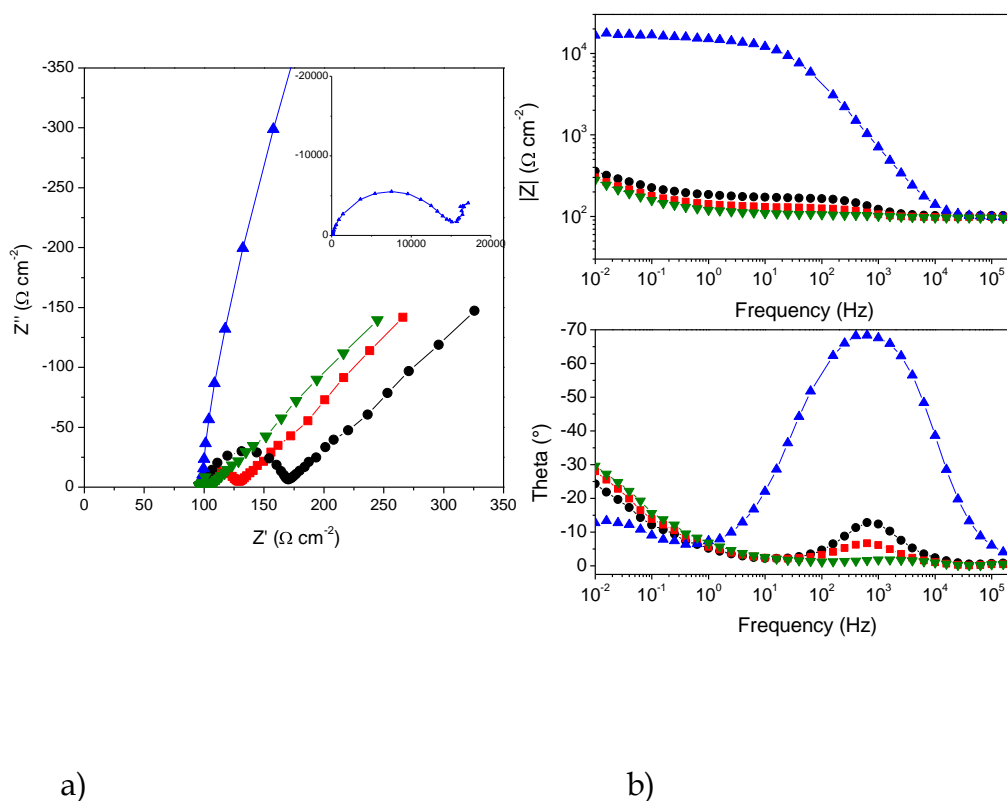 -350
-300
-250
-200
-150
-100
-50
0
Z'' (Ω cm⁻²)
0 50 100 150 200 250 300 350
Z' (Ω cm⁻²)
-20000
-10000
0
0 10000 20000
10⁴
10³
10²
|Z| (Ω cm⁻²)
10⁻² 10⁻¹ 10⁰ 10¹ 10² 10³ 10⁴ 10⁵
Frequency (Hz)
-70
-60
-50
-40
-30
-20
-10
0
Theta (°)
10⁻² 10⁻¹ 10⁰ 10¹ 10² 10³ 10⁴ 10⁵
Frequency (Hz)
a) b)